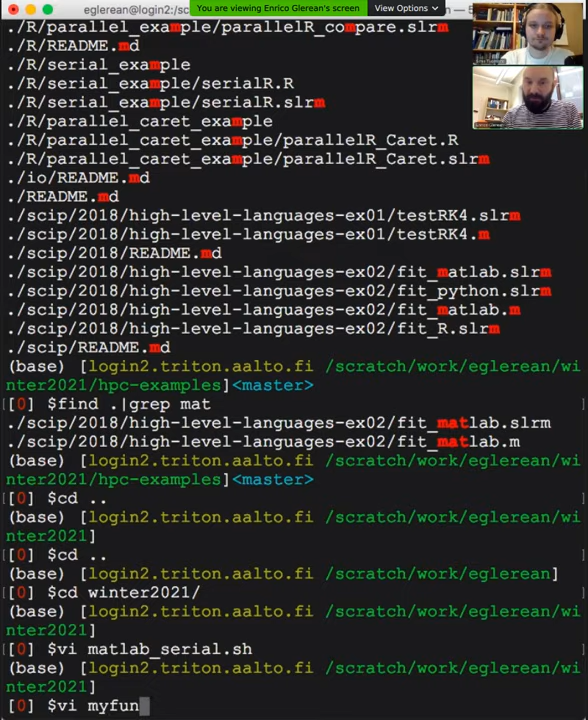 eglerean@login2:/sc
You are viewing Enrico Glerean's screen
View Options
./R/parallel_example/parallelR_compare.slrm
./R/README.md
./R/serial_example
./R/serial_example/serialR.R
./R/serial_example/serialR.slrm
./R/parallel_caret_example
./R/parallel_caret_example/parallelR_Caret.R
./R/parallel_caret_example/parallelR_Caret.slrm
./io/README.md
./README.md
./scip/2018/high-level-languages-ex01/testRK4.slrm
./scip/2018/high-level-languages-ex01/testRK4.m
./scip/2018/README.md
./scip/2018/high-level-languages-ex02/fit_matlab.slrm
./scip/2018/high-level-languages-ex02/fit_python.slrm
./scip/2018/high-level-languages-ex02/fit_matlab.m
./scip/2018/high-level-languages-ex02/fit_R.slrm
./scip/README.md
(base) [login2.triton.aalto.fi /scratch/work/eglerean/wi
nter2021/hpc-examples]<master>
[[0] $find .|grep mat ]
./scip/2018/high-level-languages-ex02/fit_matlab.slrm
./scip/2018/high-level-languages-ex02/fit_matlab.m
(base) [login2.triton.aalto.fi /scratch/work/eglerean/wi
nter2021/hpc-examples]<master>
[[0] $cd .. ]
(base) [login2.triton.aalto.fi /scratch/work/eglerean/wi
nter2021]
[[0] $cd .. ]
(base) [login2.triton.aalto.fi /scratch/work/eglerean]
[[0] $cd winter2021/ ]
(base) [login2.triton.aalto.fi /scratch/work/eglerean/wi
nter2021]
[[0] $vi matlab_serial.sh ]
(base) [login2.triton.aalto.fi /scratch/work/eglerean/wi
nter2021]
[[0] $vi myfun